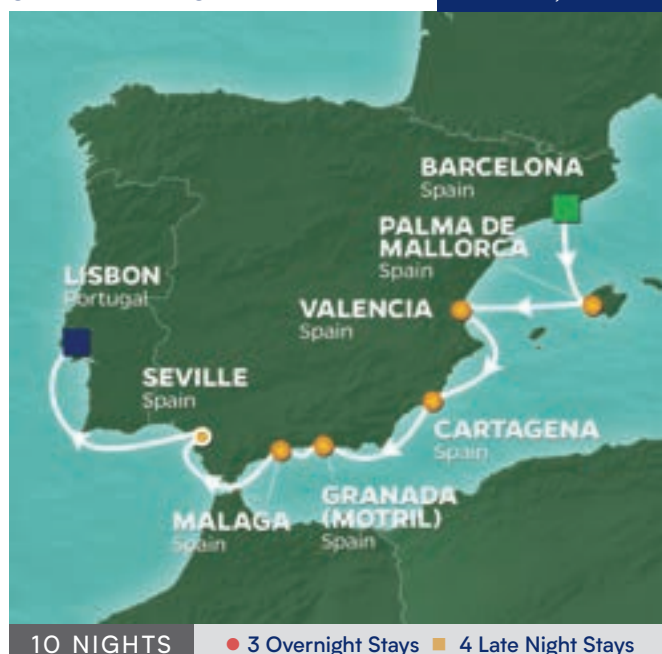 BARCELONA
Spain
PALMA DE
MALLORCA
Spain
LISBON
Portugal
VALENCIA
Spain
SEVILLE
Spain
CARTAGENA
Spain
GRANADA
(MOTRIL)
Spain
MALAGA
Spain
10 NIGHTS
3 Overnight Stays
4 Late Night Stays